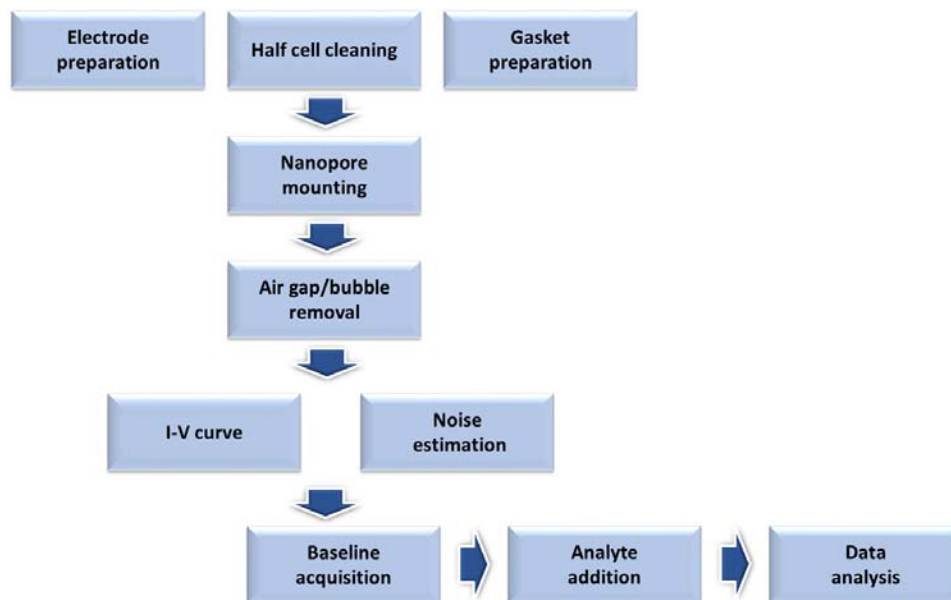 Electrode
preparation
Half cell cleaning
Gasket
preparation
Nanopore
mounting
Air gap/bubble
removal
I-V curve
Noise
estimation
Baseline
acquisition
Analyte
addition
Data
analysis